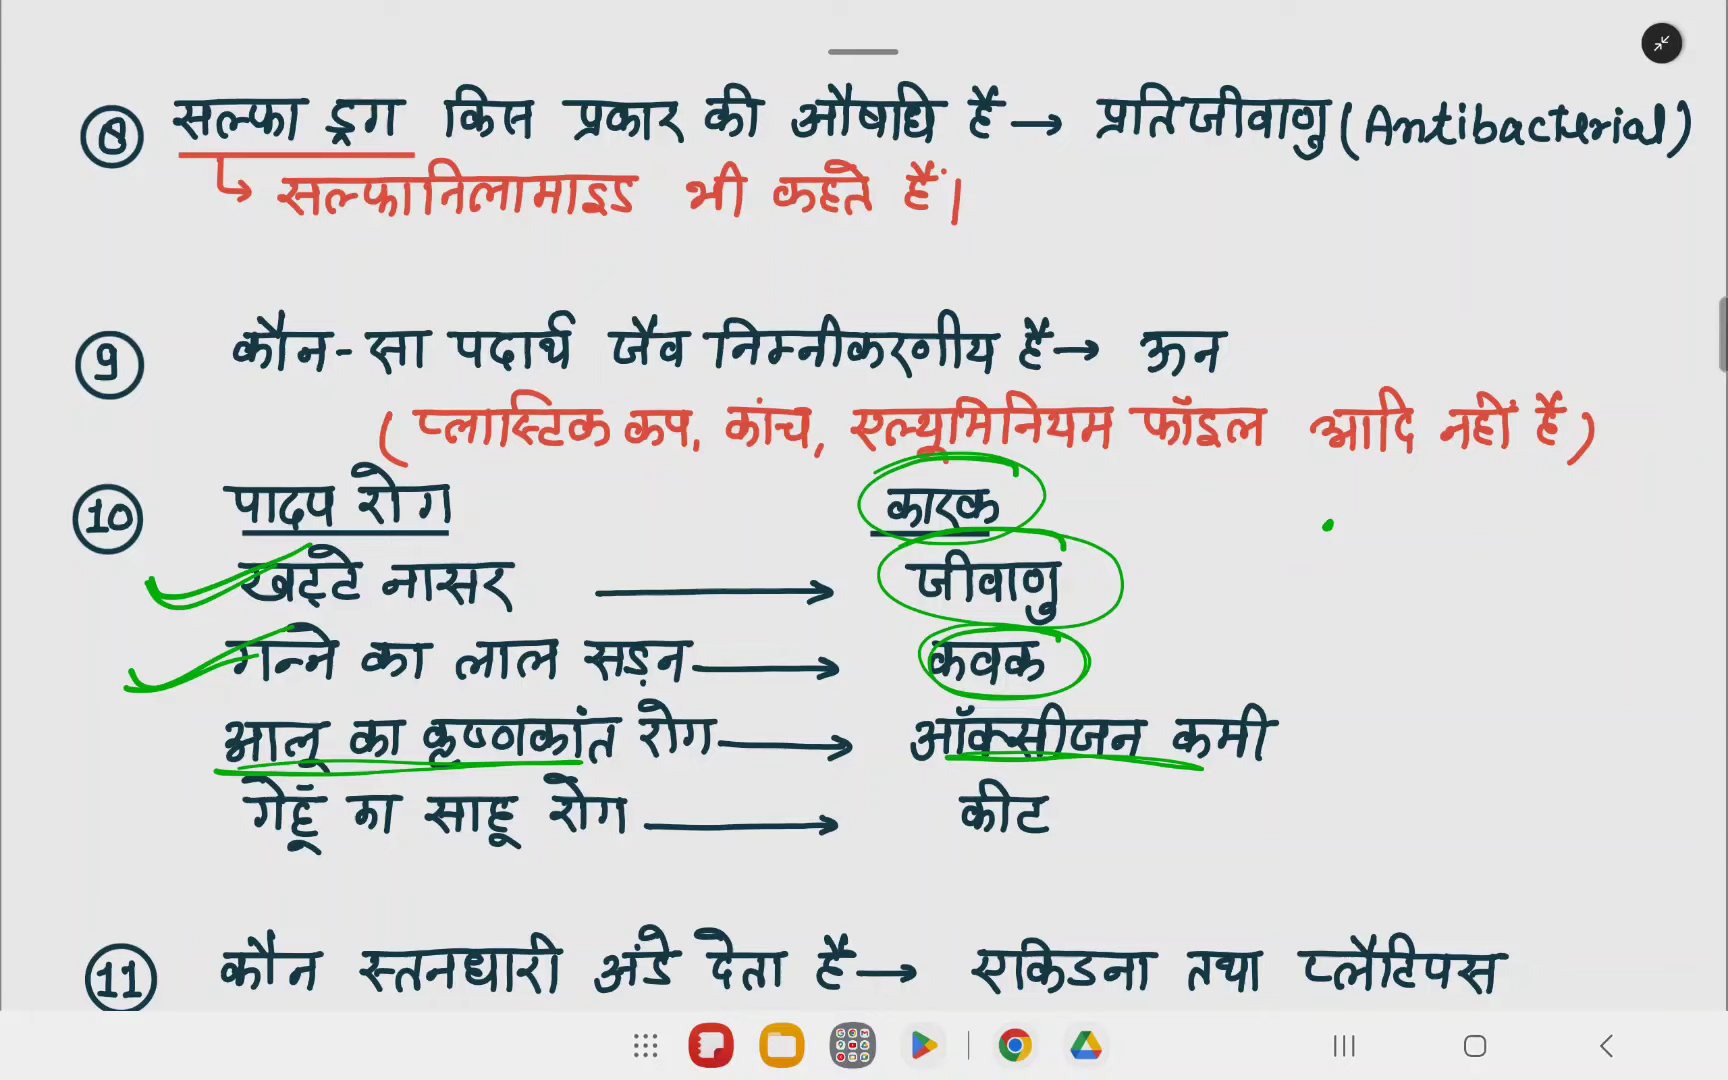 ⑧ सल्फा ड्रग किस प्रकार की औषधि है → प्रतिजीवाणु (Antibacterial)
↳ सल्फानिलामाइड भी कहते हैं।
⑨ कौन-सा पदार्थ जैव निम्नीकरणीय है → ऊन
(प्लास्टिक कप, कांच, एल्यूमिनियम फॉइल आदि नहीं है)
⑩ पादप रोग कारक
खट्टे नासर → जीवाणु
गन्ने का लाल सड़न → कवक
आलू का कृष्णकांत रोग → ऑक्सीजन कमी
गेहूँ का साहू रोग → कीट
⑪ कौन स्तनधारी अंडे देता है → एकिडना तथा प्लैटिपस